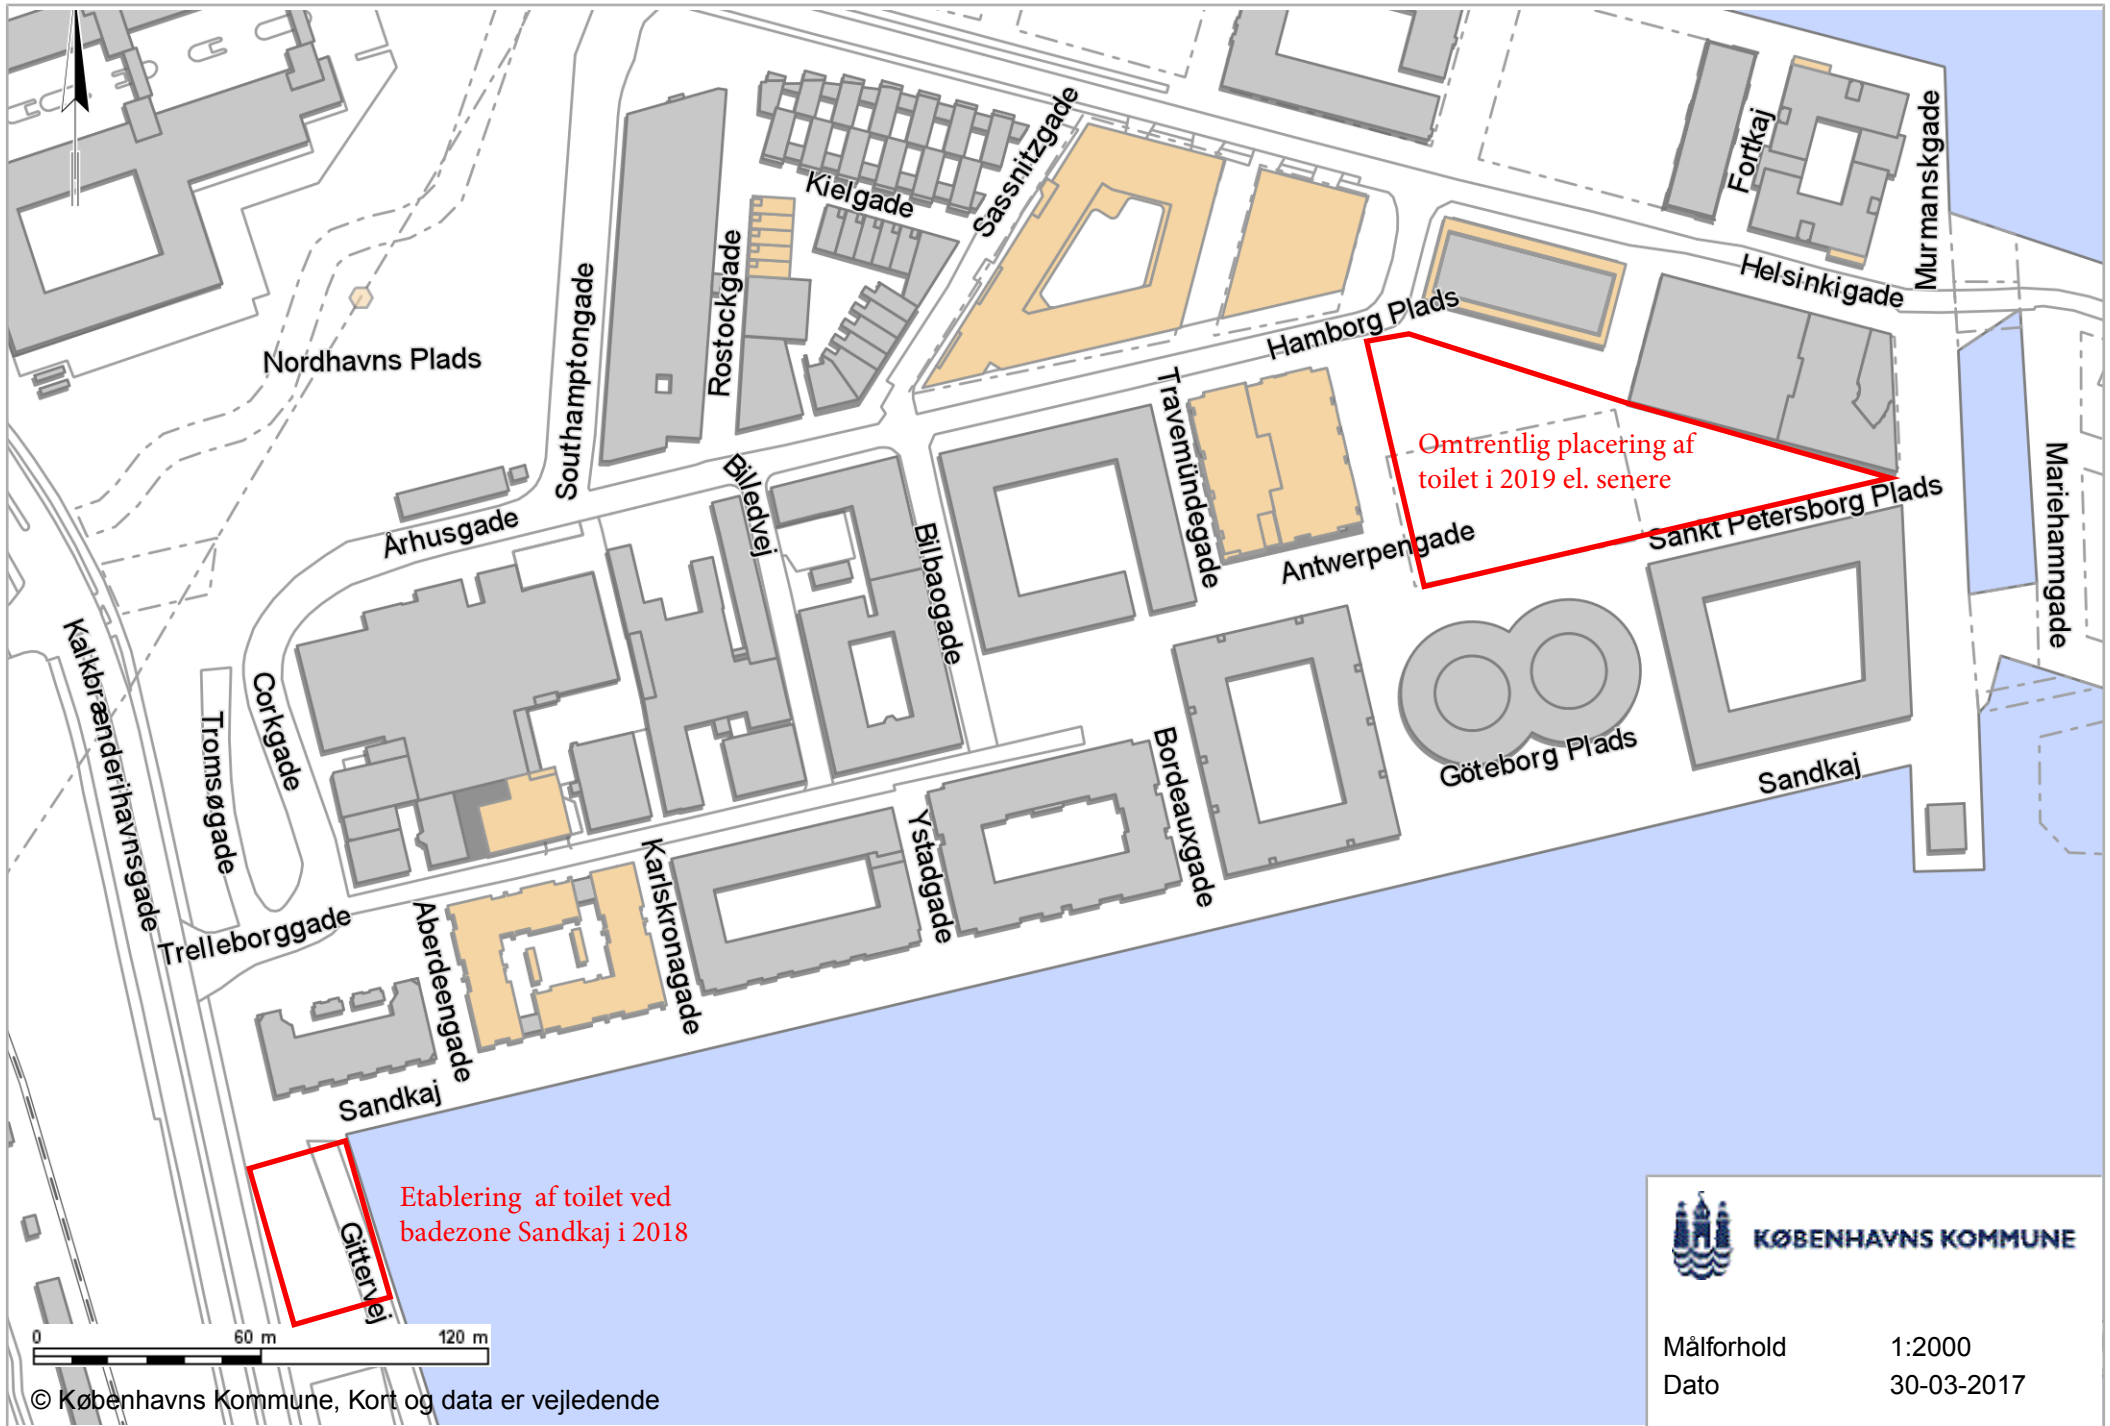 Sassnitzgade
Kielgade
Fortkaj
Murmanskgade
Helsinkigade
Rostockgade
Southamptongade
Nordhavns Plads
Hamborg Plads
Travemündegade
Omtrentlig placering af
toilet i 2019 el. senere
Sankt Petersborg Plads
Mariehamngade
Billedvej
Århusgade
Antwerpengade
Bilbaogade
Kalkbrænderihavnsgade
Tromsøgade
Corkgade
Bordeauxgade
Göteborg Plads
Sandkaj
Ystadgade
Karlskronagade
Trelleborggade
Aberdeengade
Sandkaj
Etablering af toilet ved
badezone Sandkaj i 2018
Gittervej
KØBENHAVNS KOMMUNE
0 60 m 120 m
Målforhold 1:2000
Dato 30-03-2017
© Københavns Kommune, Kort og data er vejledende